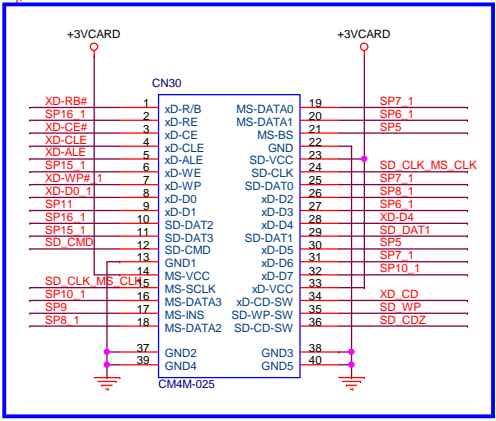 +3VCARD +3VCARD
CN30
XD-RB# 1 xD-R/B MS-DATA0 19 SP7_1
SP16_1 2 xD-RE MS-DATA1 20 SP6_1
XD-CE# 3 xD-CE MS-BS 21 SP5
XD-CLE 4 xD-CLE GND 22
XD-ALE 5 xD-ALE SD-VCC 23
SP15_1 6 xD-WE SD-CLK 24 SD_CLK_MS_CLK
XD-WP#_1 7 xD-WP SD-DAT0 25 SP7_1
XD-D0_1 8 xD-D0 xD-D2 26 SP8_1
SP11 9 xD-D1 xD-D3 27 SP6_1
SP16_1 10 SD-DAT2 xD-D4 28 XD-D4
SP15_1 11 SD-DAT3 SD-DAT1 29 SD_DAT1
SD_CMD 12 SD-CMD xD-D5 30 SP5
13 GND1 xD-D6 31 SP7_1
14 MS-VCC xD-D7 32 SP10_1
SD_CLK_MS_CLK 15 MS-SCLK xD-VCC 33
SP10_1 16 MS-DATA3 xD-CD-SW 34 XD_CD
SP9 17 MS-INS SD-WP-SW 35 SD_WP
SP8_1 18 MS-DATA2 SD-CD-SW 36 SD_CDZ
37 GND2 GND3 38
39 GND4 GND5 40
CM4M-025